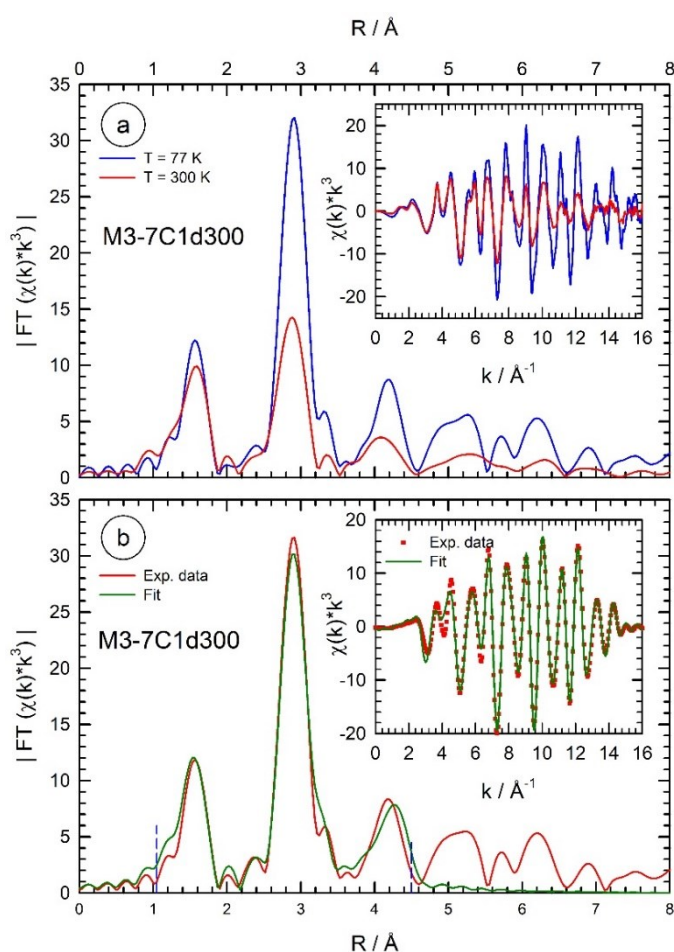 R / Å
0 1 2 3 4 5 6 7 8
35
30
25
20
15
10
5
0
| FT (χ(k)*k³) |
a
T = 77 K
T = 300 K
M3-7C1d300
20
10
0
-10
-20
χ(k)*k³
0 2 4 6 8 10 12 14 16
k / Å⁻¹
35
30
25
20
15
10
5
0
| FT (χ(k)*k³) |
b
Exp. data
Fit
M3-7C1d300
20
10
0
-10
-20
χ(k)*k³
Exp. data
Fit
0 2 4 6 8 10 12 14 16
k / Å⁻¹
0 1 2 3 4 5 6 7 8
R / Å